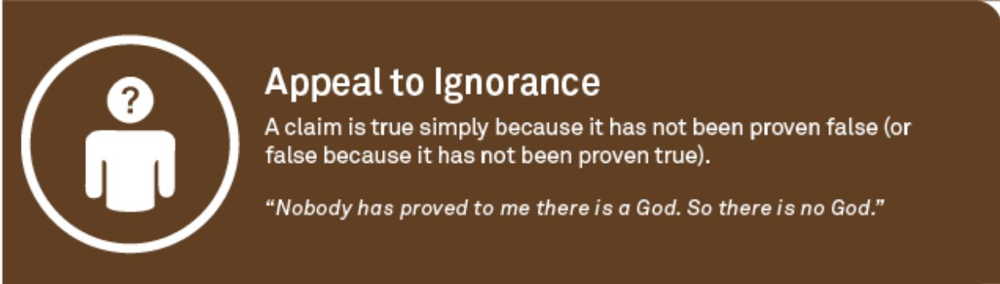 ?
Appeal to Ignorance
A claim is true simply because it has not been proven false (or
false because it has not been proven true).
“Nobody has proved to me there is a God. So there is no God.”